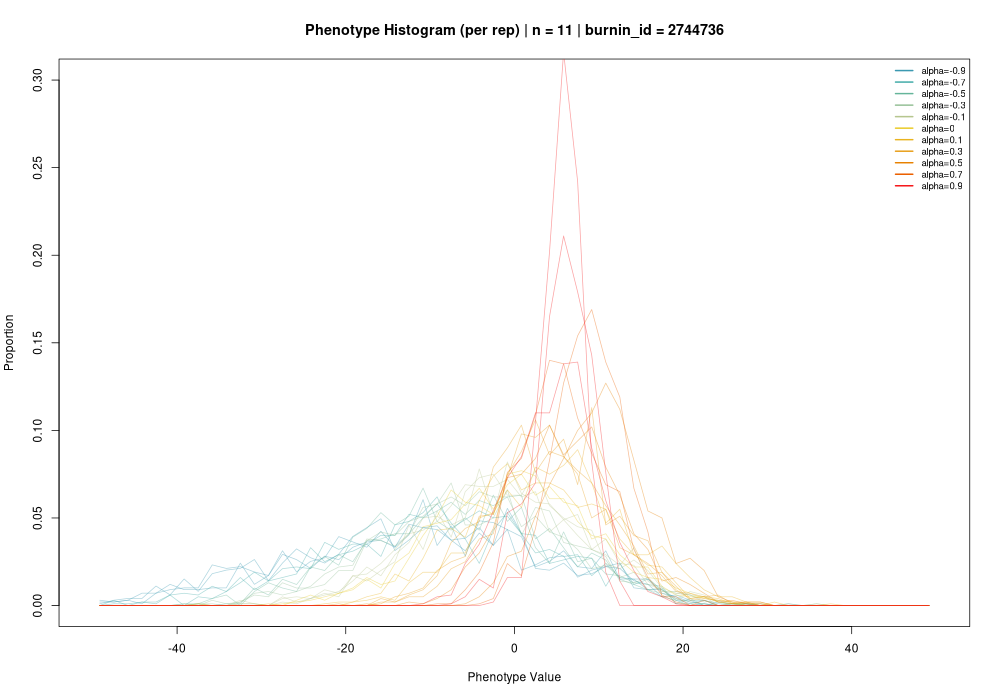 Phenotype Histogram (per rep) | n = 11 | burnin_id = 2744736
0.30
0.25
0.20
0.15
0.10
0.05
0.00
Proportion
-40
-20
0
20
40
Phenotype Value
alpha=-0.9
alpha=-0.7
alpha=-0.5
alpha=-0.3
alpha=-0.1
alpha=0
alpha=0.1
alpha=0.3
alpha=0.5
alpha=0.7
alpha=0.9